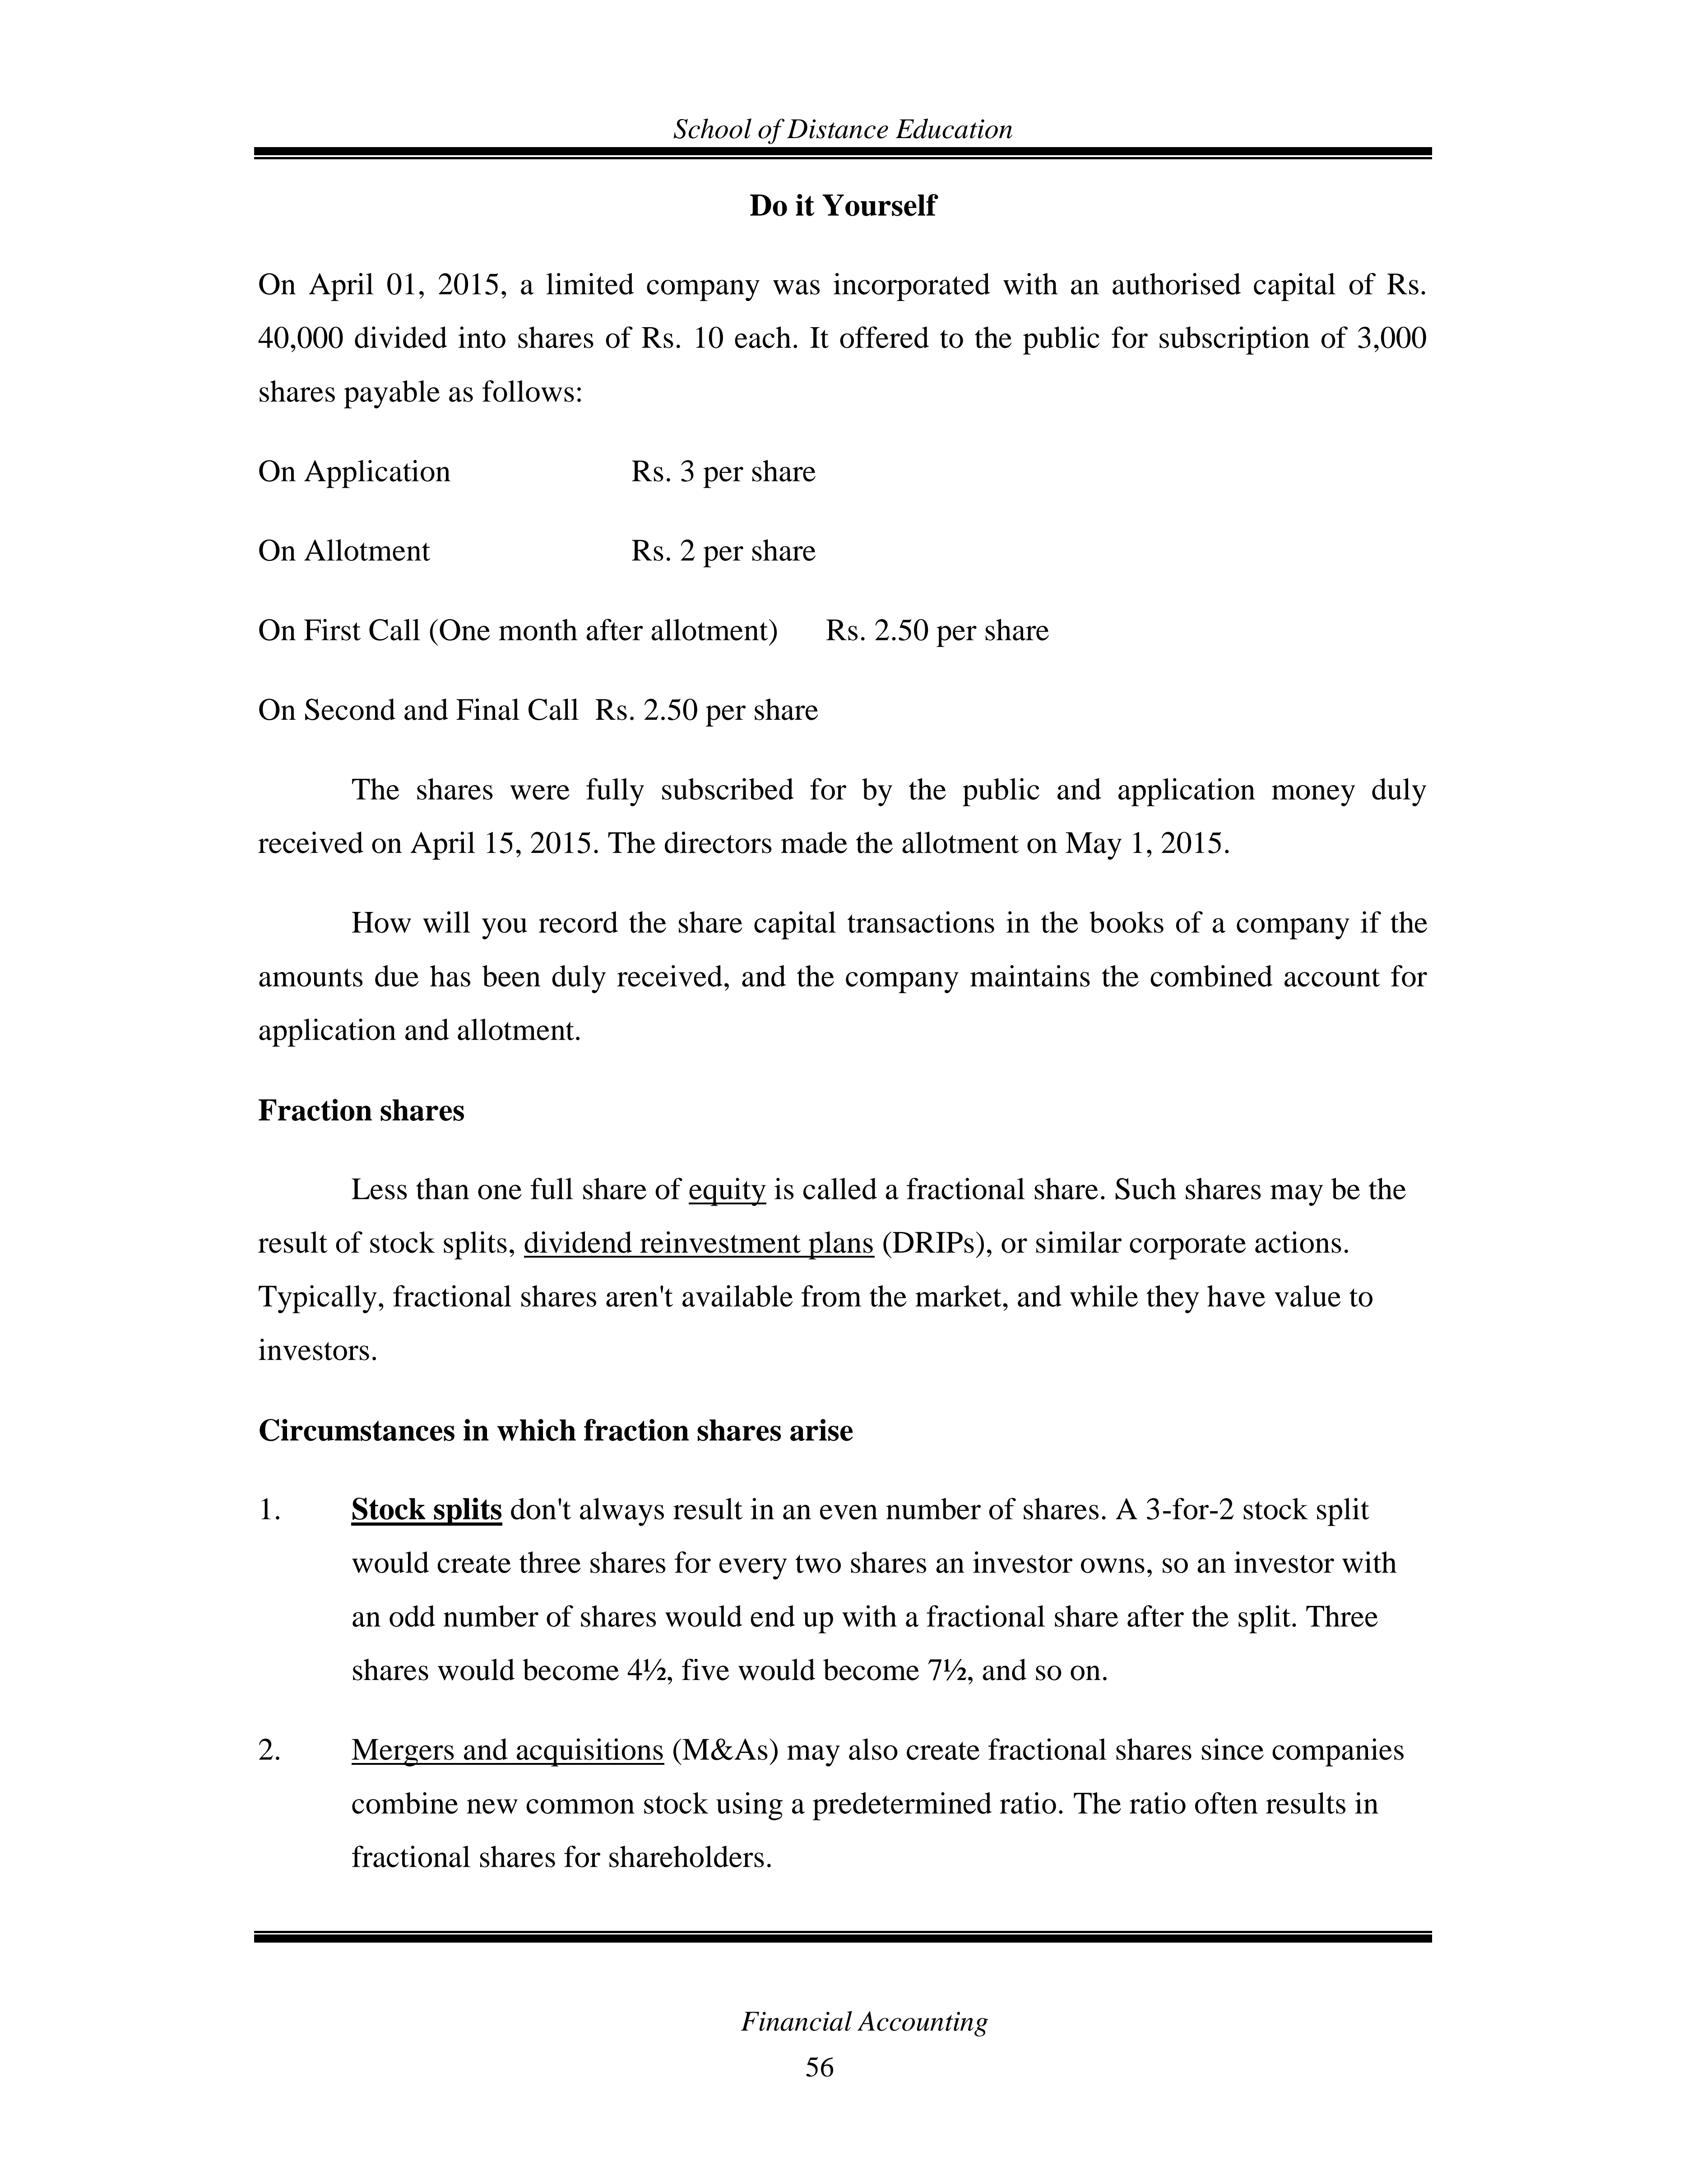 School of Distance Education
Do it Yourself
On April 01, 2015, a limited company was incorporated with an authorised capital of Rs.
40,000 divided into shares of Rs. 10 each. It offered to the public for subscription of 3,000
shares payable as follows:
On Application Rs. 3 per share
On Allotment Rs. 2 per share
On First Call (One month after allotment) Rs. 2.50 per share
On Second and Final Call Rs. 2.50 per share
The shares were fully subscribed for by the public and application money duly
received on April 15, 2015. The directors made the allotment on May 1, 2015.
How will you record the share capital transactions in the books of a company if the
amounts due has been duly received, and the company maintains the combined account for
application and allotment.
Fraction shares
Less than one full share of equity is called a fractional share. Such shares may be the
result of stock splits, dividend reinvestment plans (DRIPs), or similar corporate actions.
Typically, fractional shares aren't available from the market, and while they have value to
investors.
Circumstances in which fraction shares arise
1. Stock splits don't always result in an even number of shares. A 3-for-2 stock split
would create three shares for every two shares an investor owns, so an investor with
an odd number of shares would end up with a fractional share after the split. Three
shares would become 4½, five would become 7½, and so on.
2. Mergers and acquisitions (M&As) may also create fractional shares since companies
combine new common stock using a predetermined ratio. The ratio often results in
fractional shares for shareholders.
Financial Accounting
56